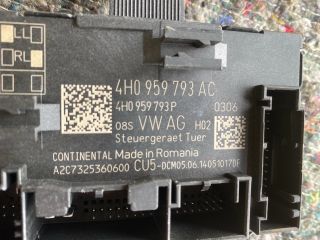 LL
RL
4H0 959 793 AC
4H0 959 793 P 0306
08S VW AG H02
Steuergeraet Tuer
CONTINENTAL Made in Romania
A2C7325360600 CU5-DCM05.06.140510170F